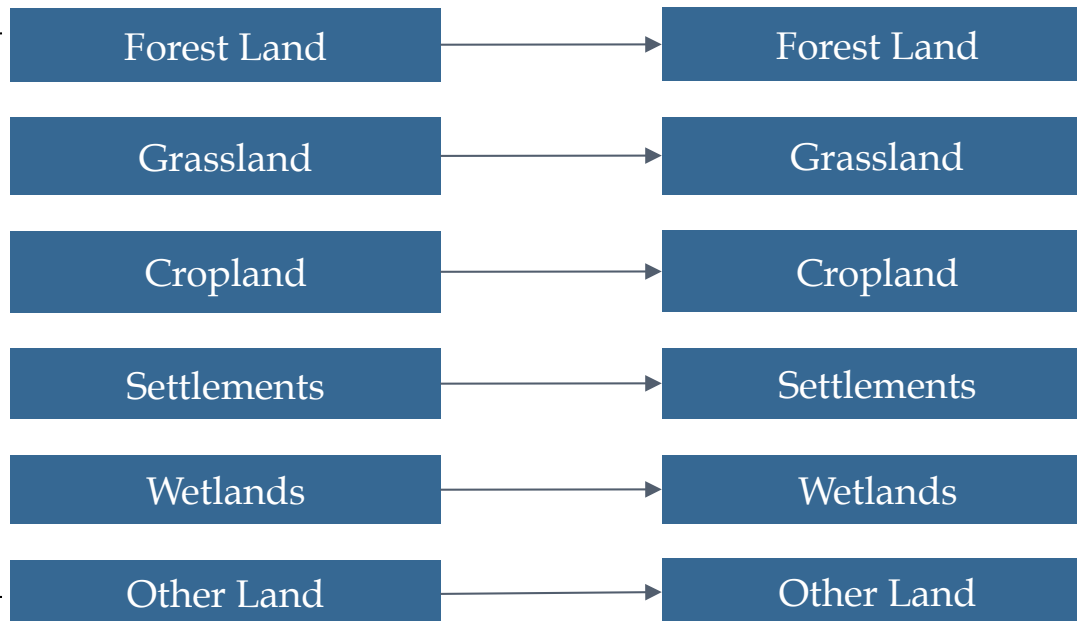 Forest Land
Forest Land
Grassland
Grassland
Cropland
Cropland
Settlements
Settlements
Wetlands
Wetlands
Other Land
Other Land